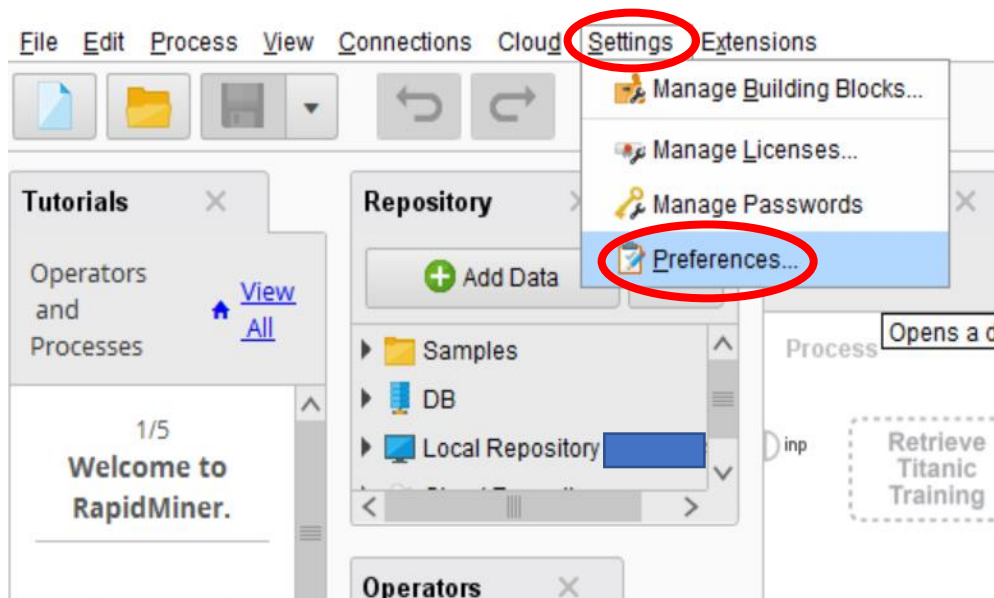 File Edit Process View Connections Cloud Settings Extensions
Manage Building Blocks...
Manage Licenses...
Manage Passwords
Preferences...
Tutorials
Operators
and
Processes
View
All
1/5
Welcome to
RapidMiner.
Repository
Add Data
Samples
DB
Local Repository
Operators
Process
Opens a
inp
Retrieve
Titanic
Training